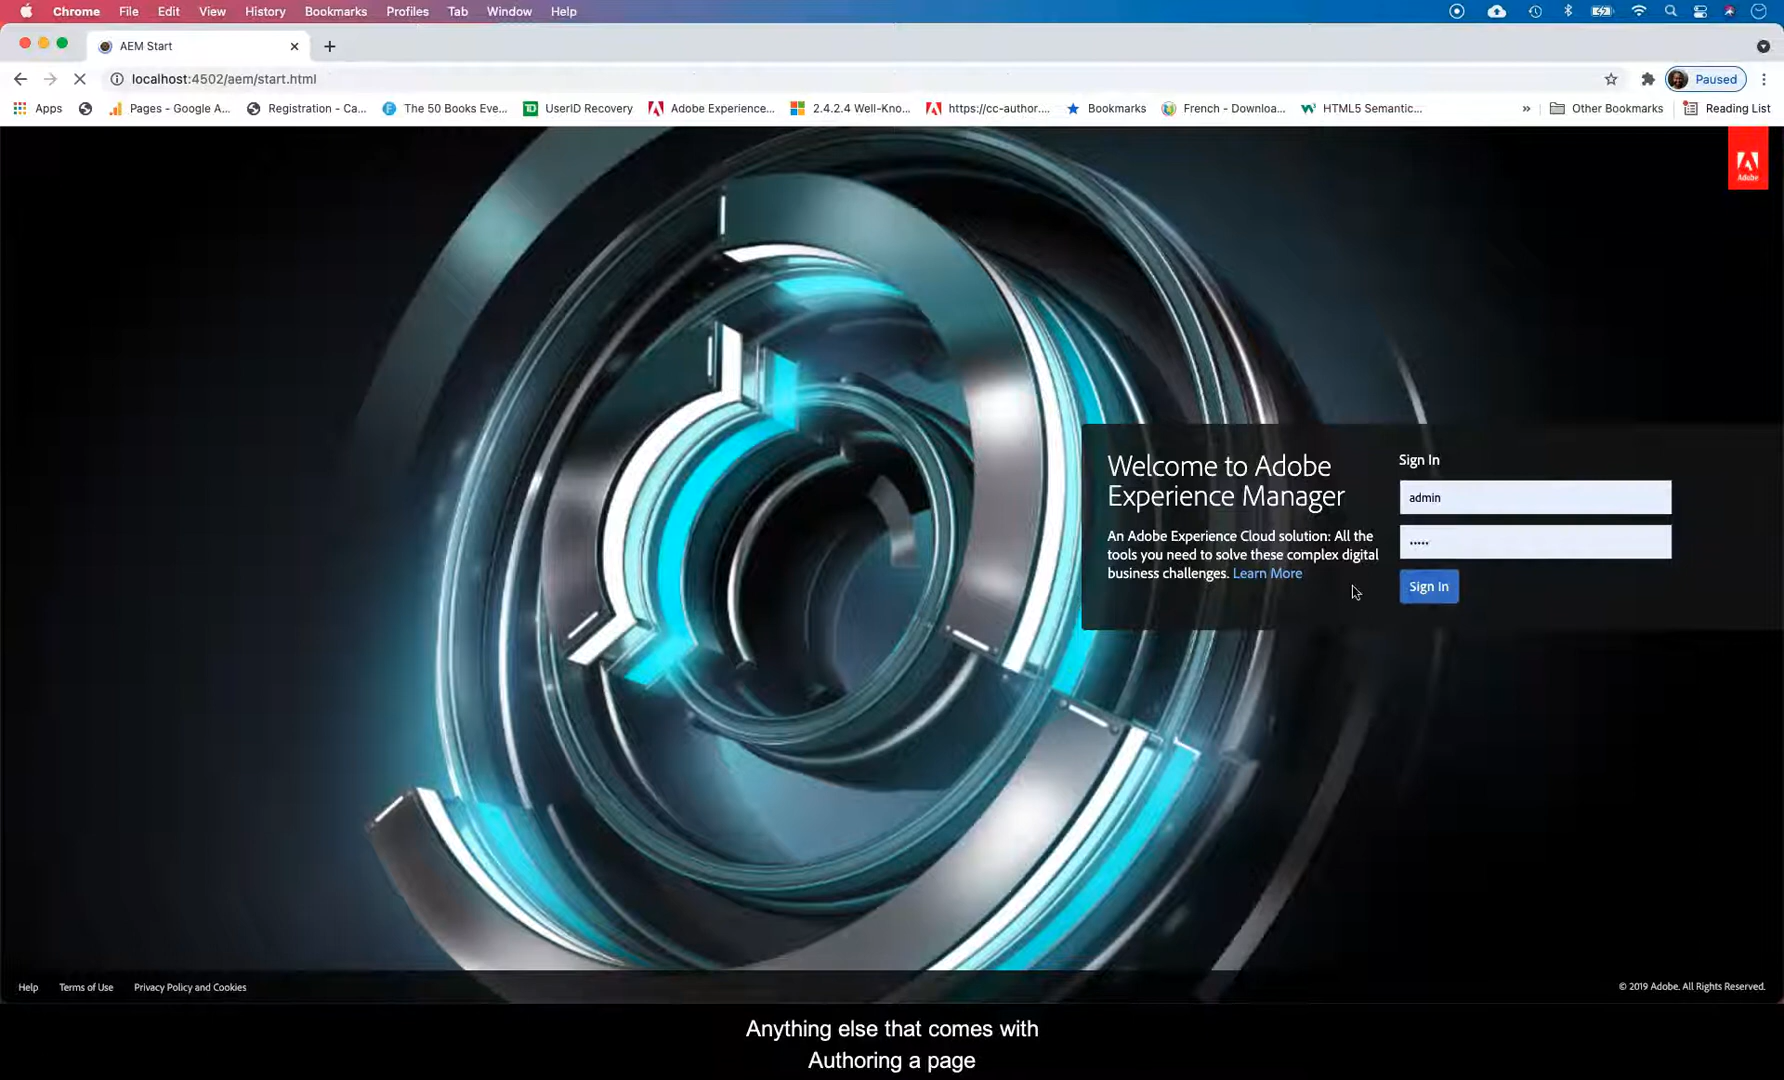 Chrome File Edit View History Bookmarks Profiles Tab Window Help
AEM Start
localhost:4502/aem/start.html
Paused
Apps
Pages - Google A...
Registration - Ca...
The 50 Books Eve...
UserID Recovery
Adobe Experience...
2.4.2.4 Well-Kno...
https://cc-author....
Bookmarks
French - Downloa...
HTML5 Semantic...
»
Other Bookmarks
Reading List
Adobe
Welcome to Adobe
Experience Manager
An Adobe Experience Cloud solution: All the
tools you need to solve these complex digital
business challenges. Learn More
Sign In
admin
•••••
Sign In
Help Terms of Use Privacy Policy and Cookies
© 2019 Adobe. All Rights Reserved.
Anything else that comes with
Authoring a page